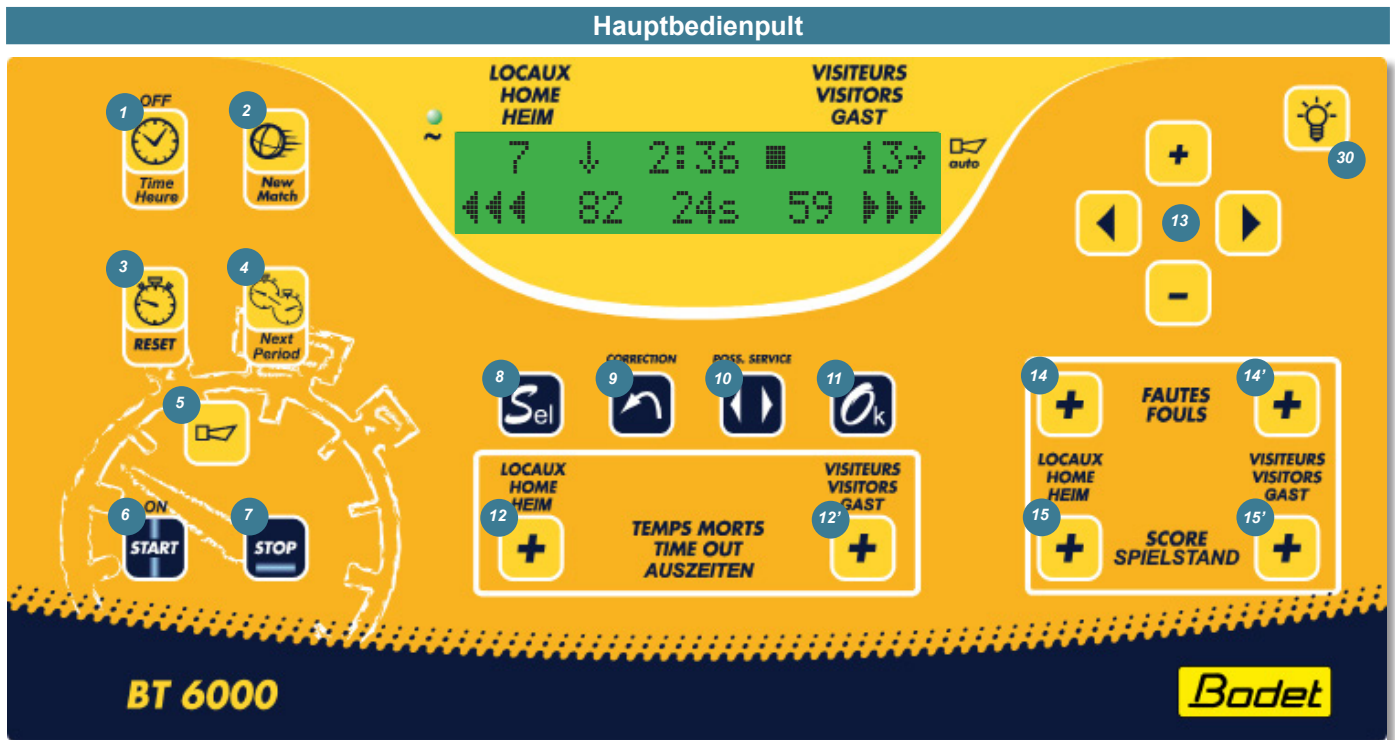 Hauptbedienpult
LOCAUX
HOME
HEIM
VISITEURS
VISITORS
GAST
~
7 ↓ 2:36 ■ 13→
◀◀◀ 82 24s 59 ▶▶▶
auto
OFF
1
Time
Heure
2
New
Match
30
+
◀ 13 ▶
-
3
RESET
4
Next
Period
5
6
ON
START
7
STOP
8
Sel
CORRECTION
9
POSS. SERVICE
10
11
Ok
LOCAUX
HOME
HEIM
12
+
TEMPS MORTS
TIME OUT
AUSZEITEN
VISITEURS
VISITORS
GAST
12'
+
14
+
FAUTES
FOULS
14'
+
LOCAUX
HOME
HEIM
VISITEURS
VISITORS
GAST
15
+
SCORE
SPIELSTAND
15'
+
BT 6000
Bodet